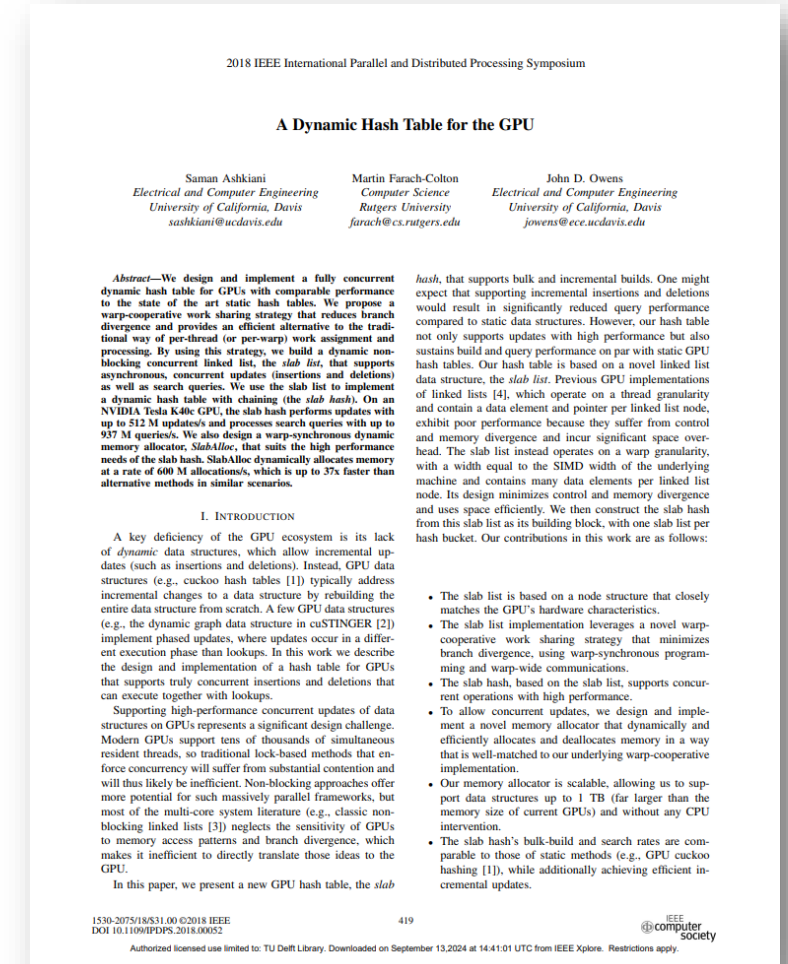 2018 IEEE International Parallel and Distributed Processing Symposium
A Dynamic Hash Table for the GPU
Saman Ashkiani
Electrical and Computer Engineering
University of California, Davis
sashkiani@ucdavis.edu
Martin Farach-Colton
Computer Science
Rutgers University
farach@cs.rutgers.edu
John D. Owens
Electrical and Computer Engineering
University of California, Davis
jowens@ece.ucdavis.edu
Abstract—We design and implement a fully concurrent
dynamic hash table for GPUs with comparable performance
to the state of the art static hash tables. We propose a
warp-cooperative work sharing strategy that reduces branch
divergence and provides an efficient alternative to the tradi-
tional way of per-thread (or per-warp) work assignment and
processing. By using this strategy, we build a dynamic non-
blocking concurrent linked list, the slab list, that supports
asynchronous, concurrent updates (insertions and deletions)
as well as search queries. We use the slab list to implement
a dynamic hash table with chaining (the slab hash). On an
NVIDIA Tesla K40c GPU, the slab hash performs updates with
up to 512 M updates/s and processes search queries with up to
937 M queries/s. We also design a warp-synchronous dynamic
memory allocator, SlabAlloc, that suits the high performance
needs of the slab hash. SlabAlloc dynamically allocates memory
at a rate of 600 M allocations/s, which is up to 37x faster than
alternative methods in similar scenarios.
I. INTRODUCTION
A key deficiency of the GPU ecosystem is its lack
of dynamic data structures, which allow incremental up-
dates (such as insertions and deletions). Instead, GPU data
structures (e.g., cuckoo hash tables [1]) typically address
incremental changes to a data structure by rebuilding the
entire data structure from scratch. A few GPU data structures
(e.g., the dynamic graph data structure in cuSTINGER [2])
implement phased updates, where updates occur in a differ-
ent execution phase than lookups. In this work we describe
the design and implementation of a hash table for GPUs
that supports truly concurrent insertions and deletions that
can execute together with lookups.
Supporting high-performance concurrent updates of data
structures on GPUs represents a significant design challenge.
Modern GPUs support tens of thousands of simultaneous
resident threads, so traditional lock-based methods that en-
force concurrency will suffer from substantial contention and
will thus likely be inefficient. Non-blocking approaches offer
more potential for such massively parallel frameworks, but
most of the multi-core system literature (e.g., classic non-
blocking linked lists [3]) neglects the sensitivity of GPUs
to memory access patterns and branch divergence, which
makes it inefficient to directly translate those ideas to the
GPU.
In this paper, we present a new GPU hash table, the slab
hash, that supports bulk and incremental builds. One might
expect that supporting incremental insertions and deletions
would result in significantly reduced query performance
compared to static data structures. However, our hash table
not only supports updates with high performance but also
sustains build and query performance on par with static GPU
hash tables. Our hash table is based on a novel linked list
data structure, the slab list. Previous GPU implementations
of linked lists [4], which operate on a thread granularity
and contain a data element and pointer per linked list node,
exhibit poor performance because they suffer from control
and memory divergence and incur significant space over-
head. The slab list instead operates on a warp granularity,
with a width equal to the SIMD width of the underlying
machine and contains many data elements per linked list
node. Its design minimizes control and memory divergence
and uses space efficiently. We then construct the slab hash
from this slab list as its building block, with one slab list per
hash bucket. Our contributions in this work are as follows:
• The slab list is based on a node structure that closely
matches the GPU's hardware characteristics.
• The slab list implementation leverages a novel warp-
cooperative work sharing strategy that minimizes
branch divergence, using warp-synchronous program-
ming and warp-wide communications.
• The slab hash, based on the slab list, supports concur-
rent operations with high performance.
• To allow concurrent updates, we design and imple-
ment a novel memory allocator that dynamically and
efficiently allocates and deallocates memory in a way
that is well-matched to our underlying warp-cooperative
implementation.
• Our memory allocator is scalable, allowing us to sup-
port data structures up to 1 TB (far larger than the
memory size of current GPUs) and without any CPU
intervention.
• The slab hash's bulk-build and search rates are com-
parable to those of static methods (e.g., GPU cuckoo
hashing [1]), while additionally achieving efficient in-
cremental updates.
1530-2075/18/$31.00 ©2018 IEEE
DOI 10.1109/IPDPS.2018.00052
419
IEEE
computer
society
Authorized licensed use limited to: TU Delft Library. Downloaded on September 13,2024 at 14:41:01 UTC from IEEE Xplore. Restrictions apply.